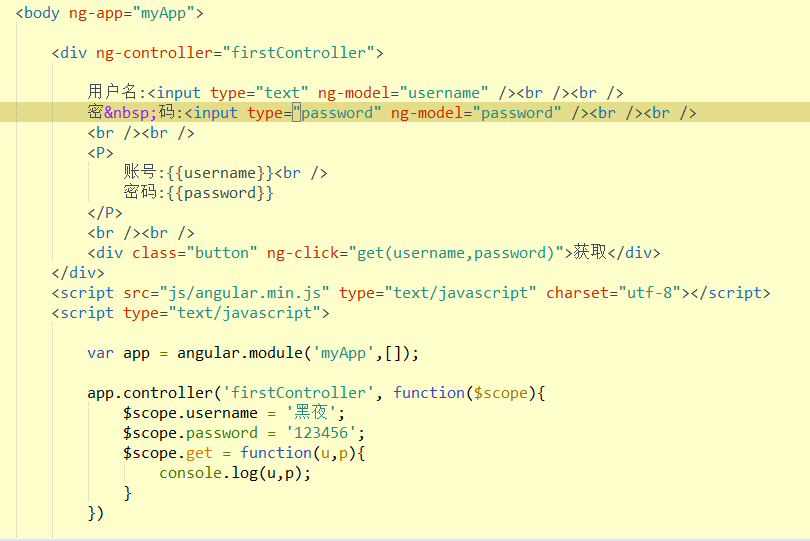 <body ng-app="myApp">
<div ng-controller="firstController">
用户名:<input type="text" ng-model="username" /><br /><br />
密&nbsp;码:<input type="password" ng-model="password" /><br /><br />
<br /><br />
<P>
账号:{{username}}<br />
密码:{{password}}
</P>
<br /><br />
<div class="button" ng-click="get(username,password)">获取</div>
</div>
<script src="js/angular.min.js" type="text/javascript" charset="utf-8"></script>
<script type="text/javascript">
var app = angular.module('myApp',[]);
app.controller('firstController', function($scope){
$scope.username = '黑夜';
$scope.password = '123456';
$scope.get = function(u,p){
console.log(u,p);
}
})